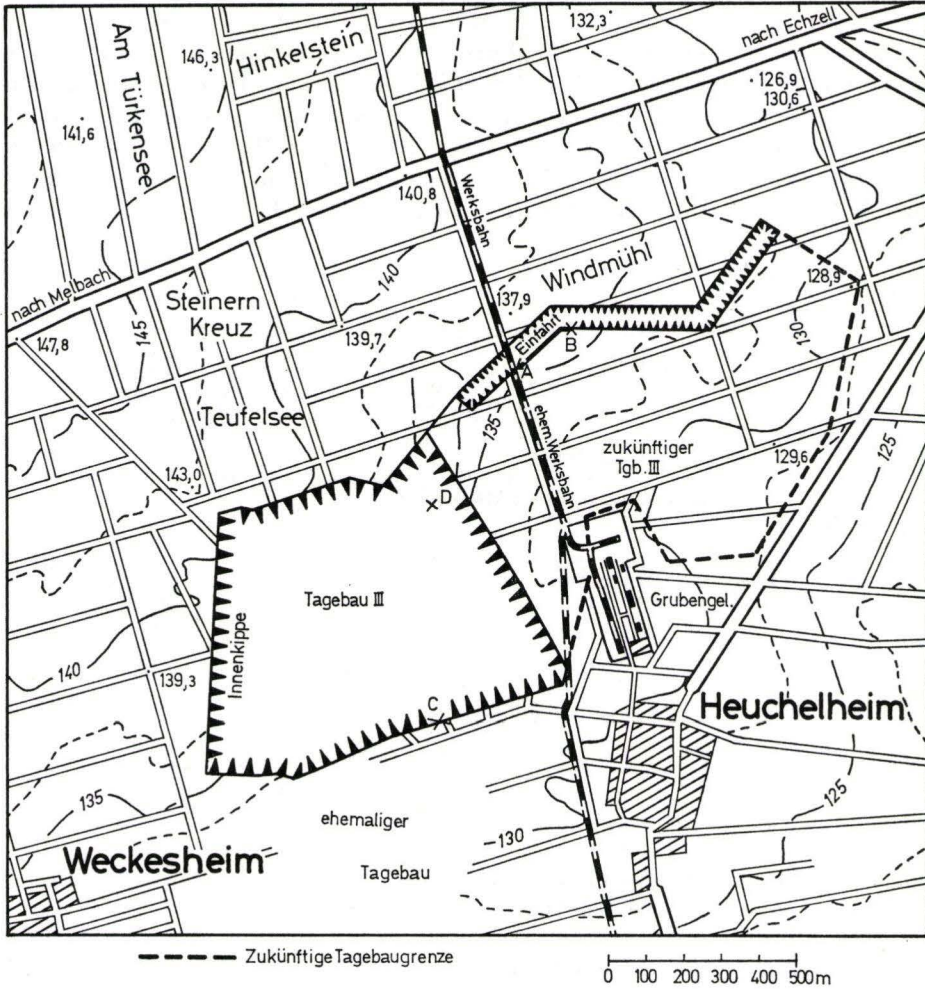 132,3
nach Echzell
Am Türkensee
146,3
Hinkelstein
126,9
130,6
141,6
140,8
Werksbahn
140
Windmühl
nach Melbach
128,9
Steinern
Kreuz
137,9
145
139,7
147,8
Einfahrt
B
130
A
Teufelsee
135
ehem. Werksbahn
zukünftiger
Tgb. III
129,6
125
143,0
D
Tagebau III
Grubengel.
Innenkippe
140
139,3
C
Heuchelheim
135
ehemaliger
130
125
Weckesheim
Tagebau
Zukünftige Tagebaugrenze
0 100 200 300 400 500 m